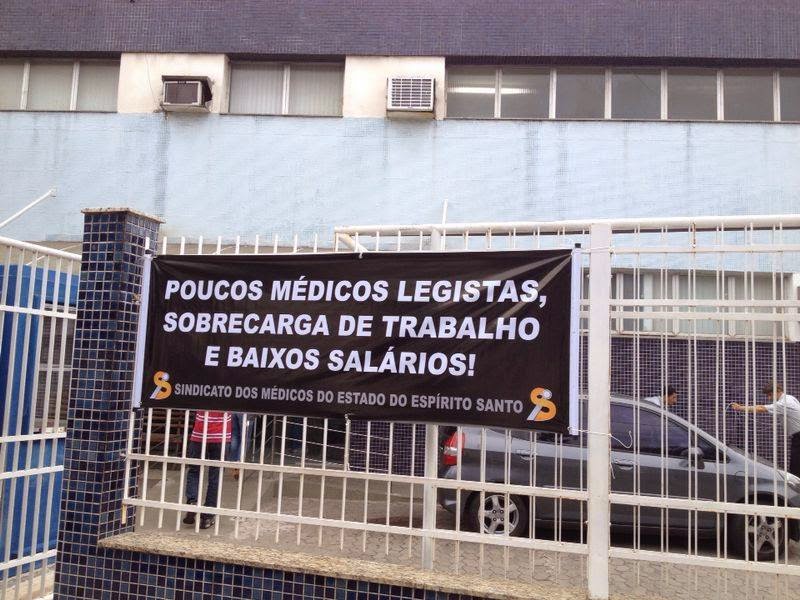 POUCOS MÉDICOS LEGISTAS,
SOBRECARGA DE TRABALHO
E BAIXOS SALÁRIOS!
SINDICATO DOS MÉDICOS DO ESTADO DO ESPÍRITO SANTO